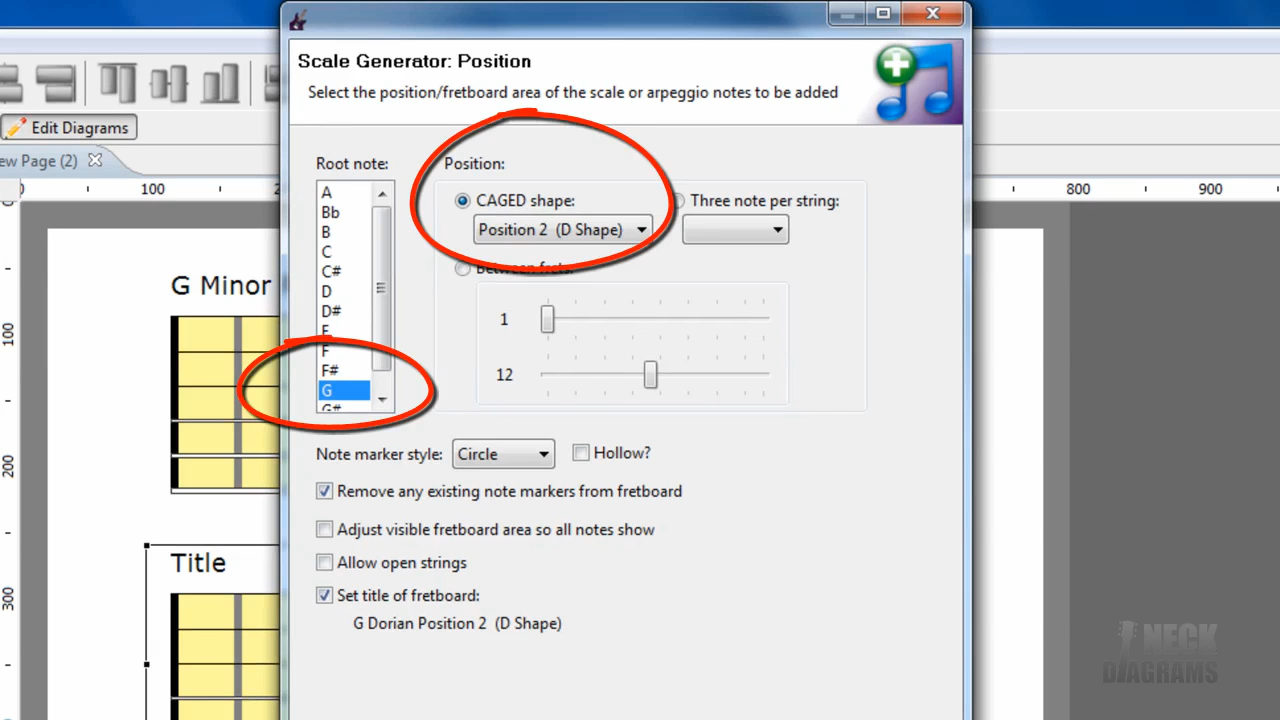 Scale Generator: Position
Select the position/fretboard area of the scale or arpeggio notes to be added
Edit Diagrams
ew Page (2)
100
800
900
100
200
300
G Minor
Title
Root note:
A
Bb
B
C
C#
D
D#
E
F
F#
G
G#
Position:
CAGED shape:
Position 2 (D Shape)
Three note per string:
Between frets:
1
12
Note marker style: Circle Hollow?
Remove any existing note markers from fretboard
Adjust visible fretboard area so all notes show
Allow open strings
Set title of fretboard:
G Dorian Position 2 (D Shape)
NECK
DIAGRAMS